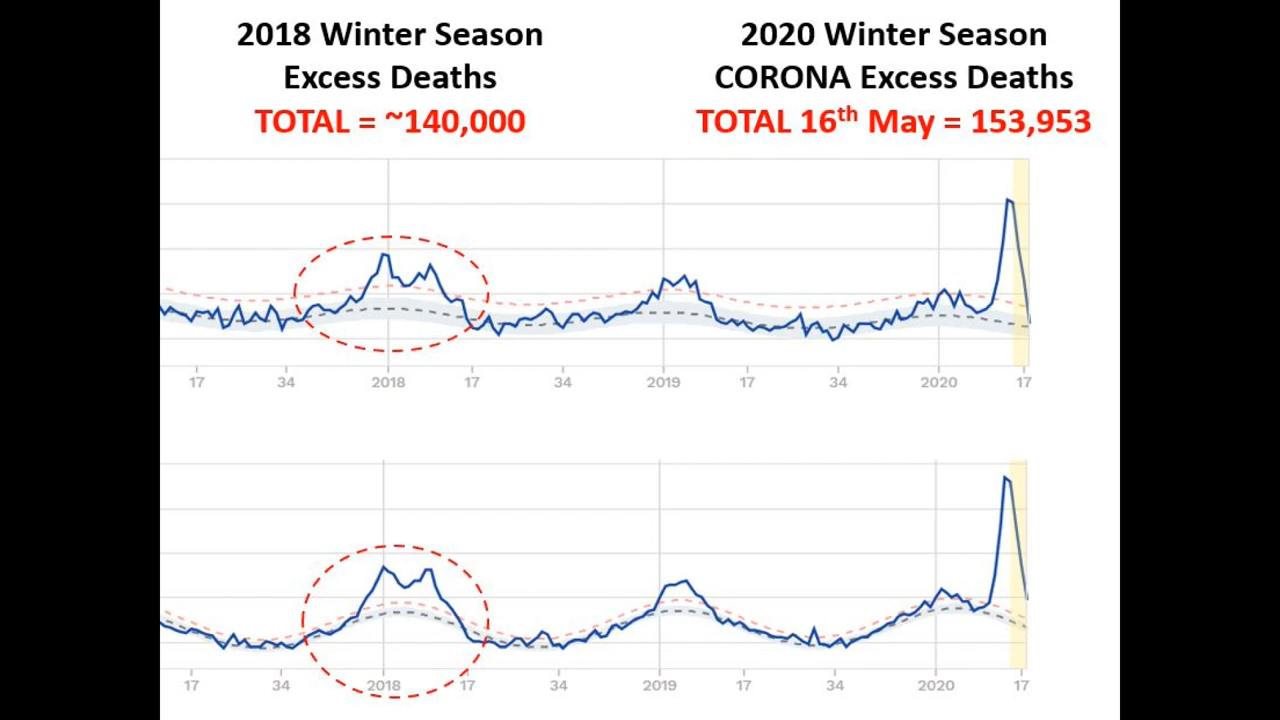 2018 Winter Season
Excess Deaths
TOTAL = ~140,000
2020 Winter Season
CORONA Excess Deaths
TOTAL 16th May = 153,953
17 34 2018 17 34 2019 17 34 2020 17
17 34 2018 17 34 2019 17 34 2020 17